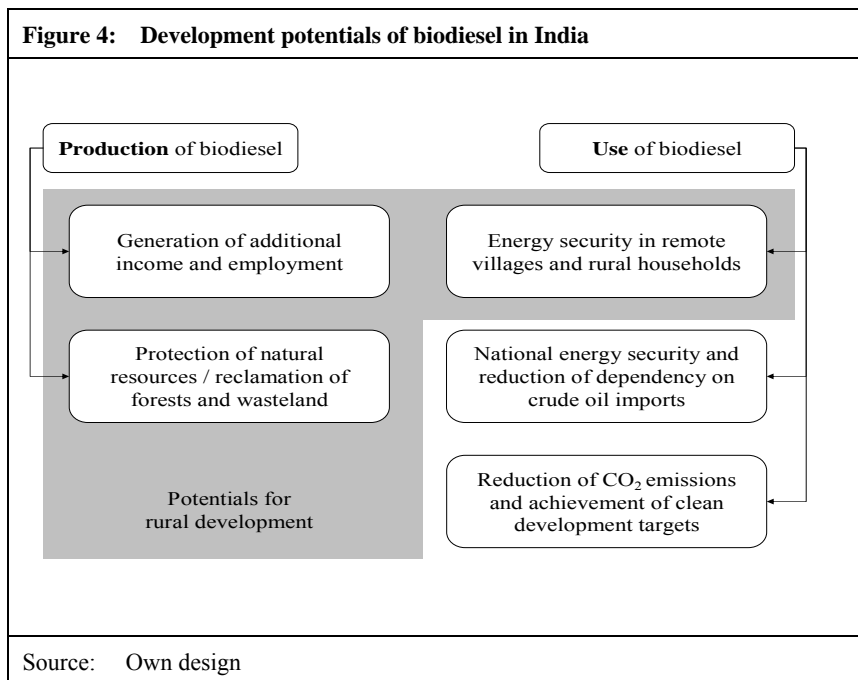 Figure 4: Development potentials of biodiesel in India
Production of biodiesel
Use of biodiesel
Generation of additional
income and employment
Energy security in remote
villages and rural households
Protection of natural
resources / reclamation of
forests and wasteland
National energy security and
reduction of dependency on
crude oil imports
Potentials for
rural development
Reduction of CO₂ emissions
and achievement of clean
development targets
Source: Own design